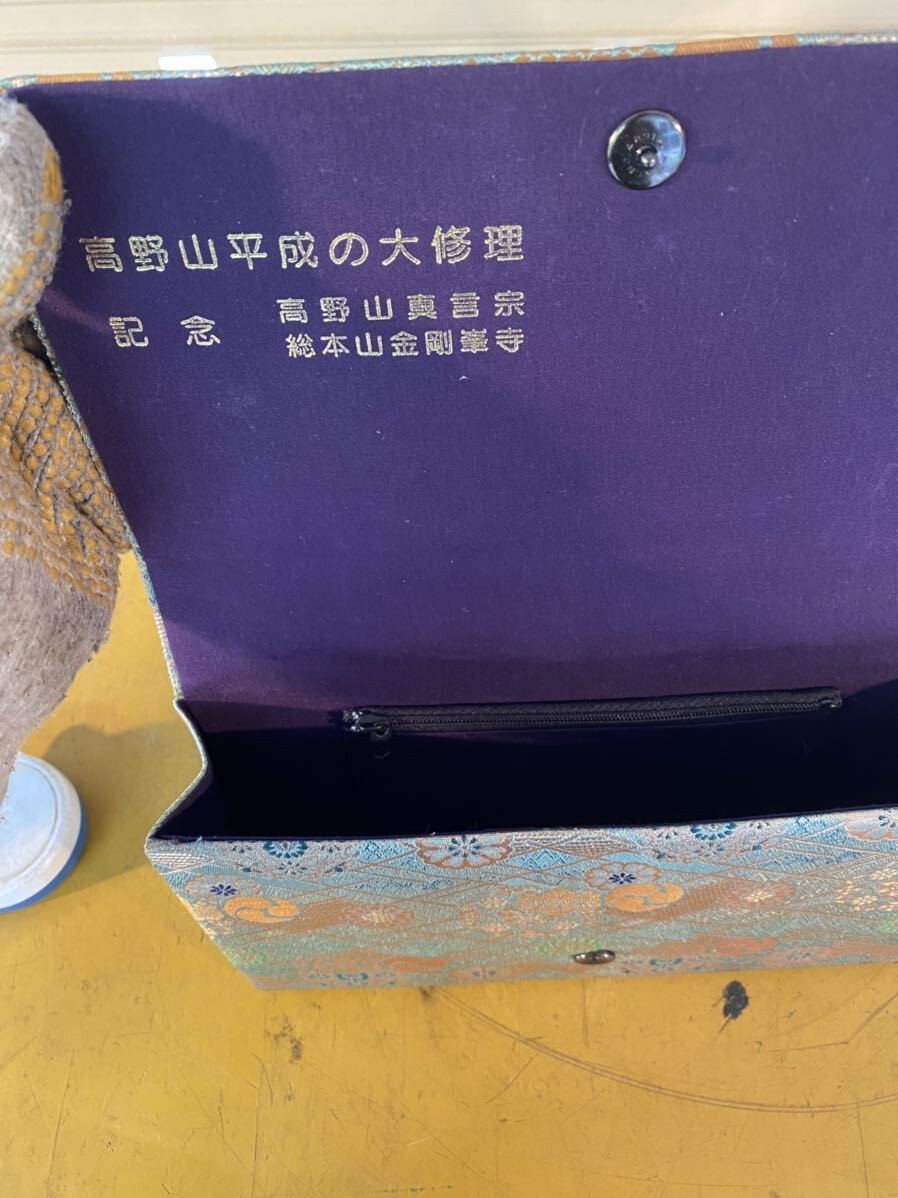 高野山平成の大修理
記念
高野山真言宗
総本山金剛峯寺